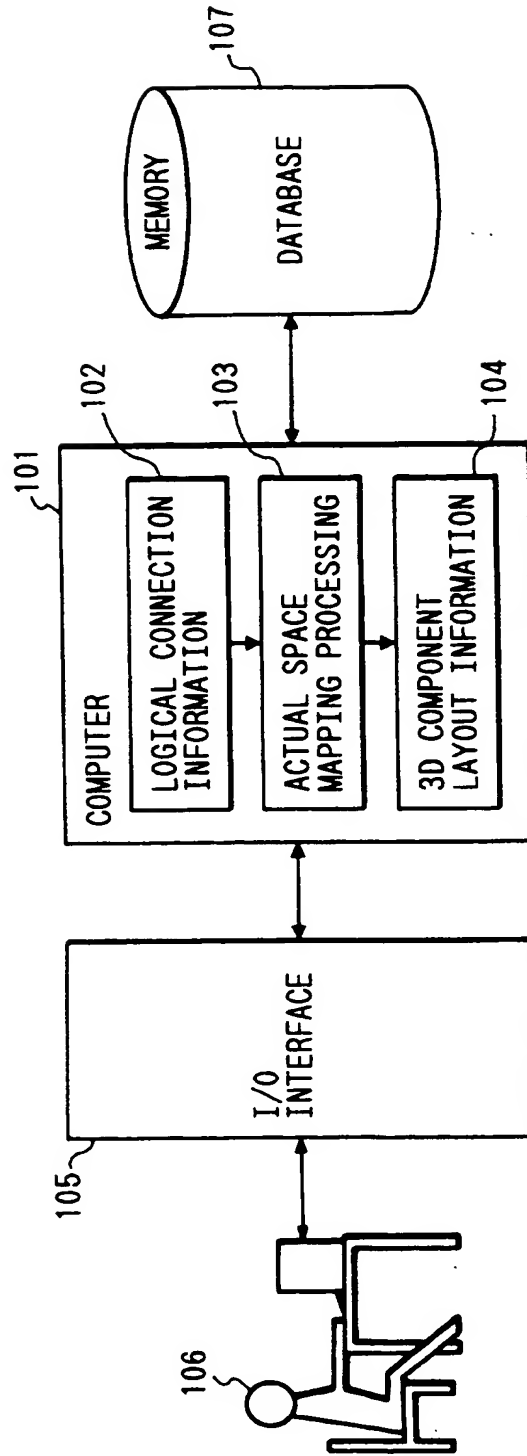 101
COMPUTER
102
LOGICAL CONNECTION
INFORMATION
103
ACTUAL SPACE
MAPPING PROCESSING
104
3D COMPONENT
LAYOUT INFORMATION
105
I/O
INTERFACE
106
107
MEMORY
DATABASE